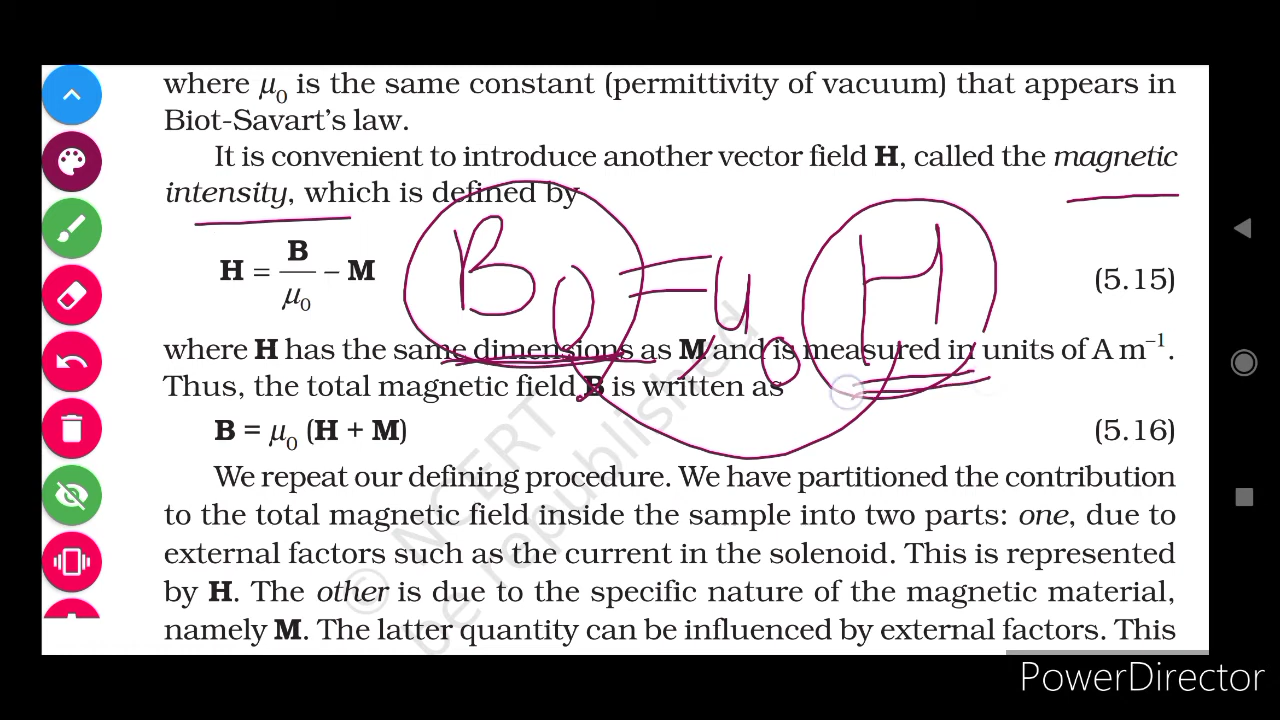 where μ₀ is the same constant (permittivity of vacuum) that appears in
Biot-Savart's law.
It is convenient to introduce another vector field H, called the magnetic
intensity, which is defined by
H = B/μ₀ – M (5.15)
B₀ = μ₀ H
where H has the same dimensions as M and is measured in units of A m⁻¹.
Thus, the total magnetic field B is written as
B = μ₀ (H + M) (5.16)
We repeat our defining procedure. We have partitioned the contribution
to the total magnetic field inside the sample into two parts: one, due to
external factors such as the current in the solenoid. This is represented
by H. The other is due to the specific nature of the magnetic material,
namely M. The latter quantity can be influenced by external factors. This
© NCERT
be republished
PowerDirector